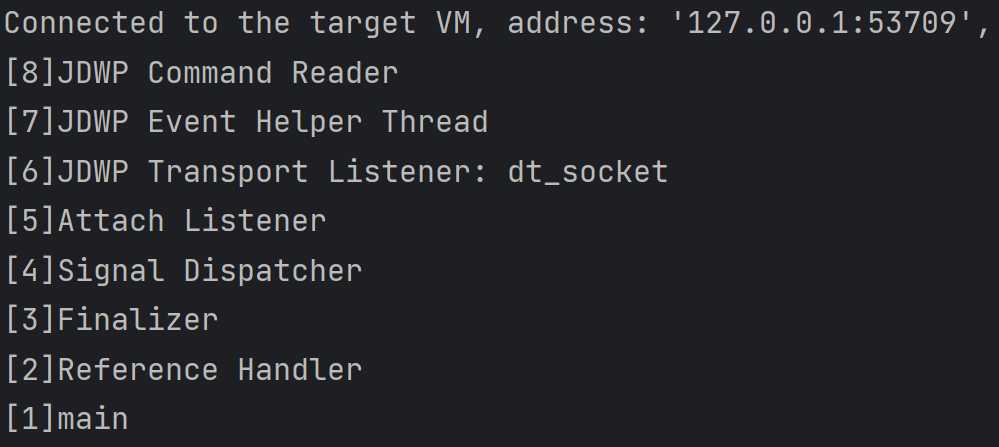 Connected to the target VM, address: '127.0.0.1:53709',
[8]JDWP Command Reader
[7]JDWP Event Helper Thread
[6]JDWP Transport Listener: dt_socket
[5]Attach Listener
[4]Signal Dispatcher
[3]Finalizer
[2]Reference Handler
[1]main